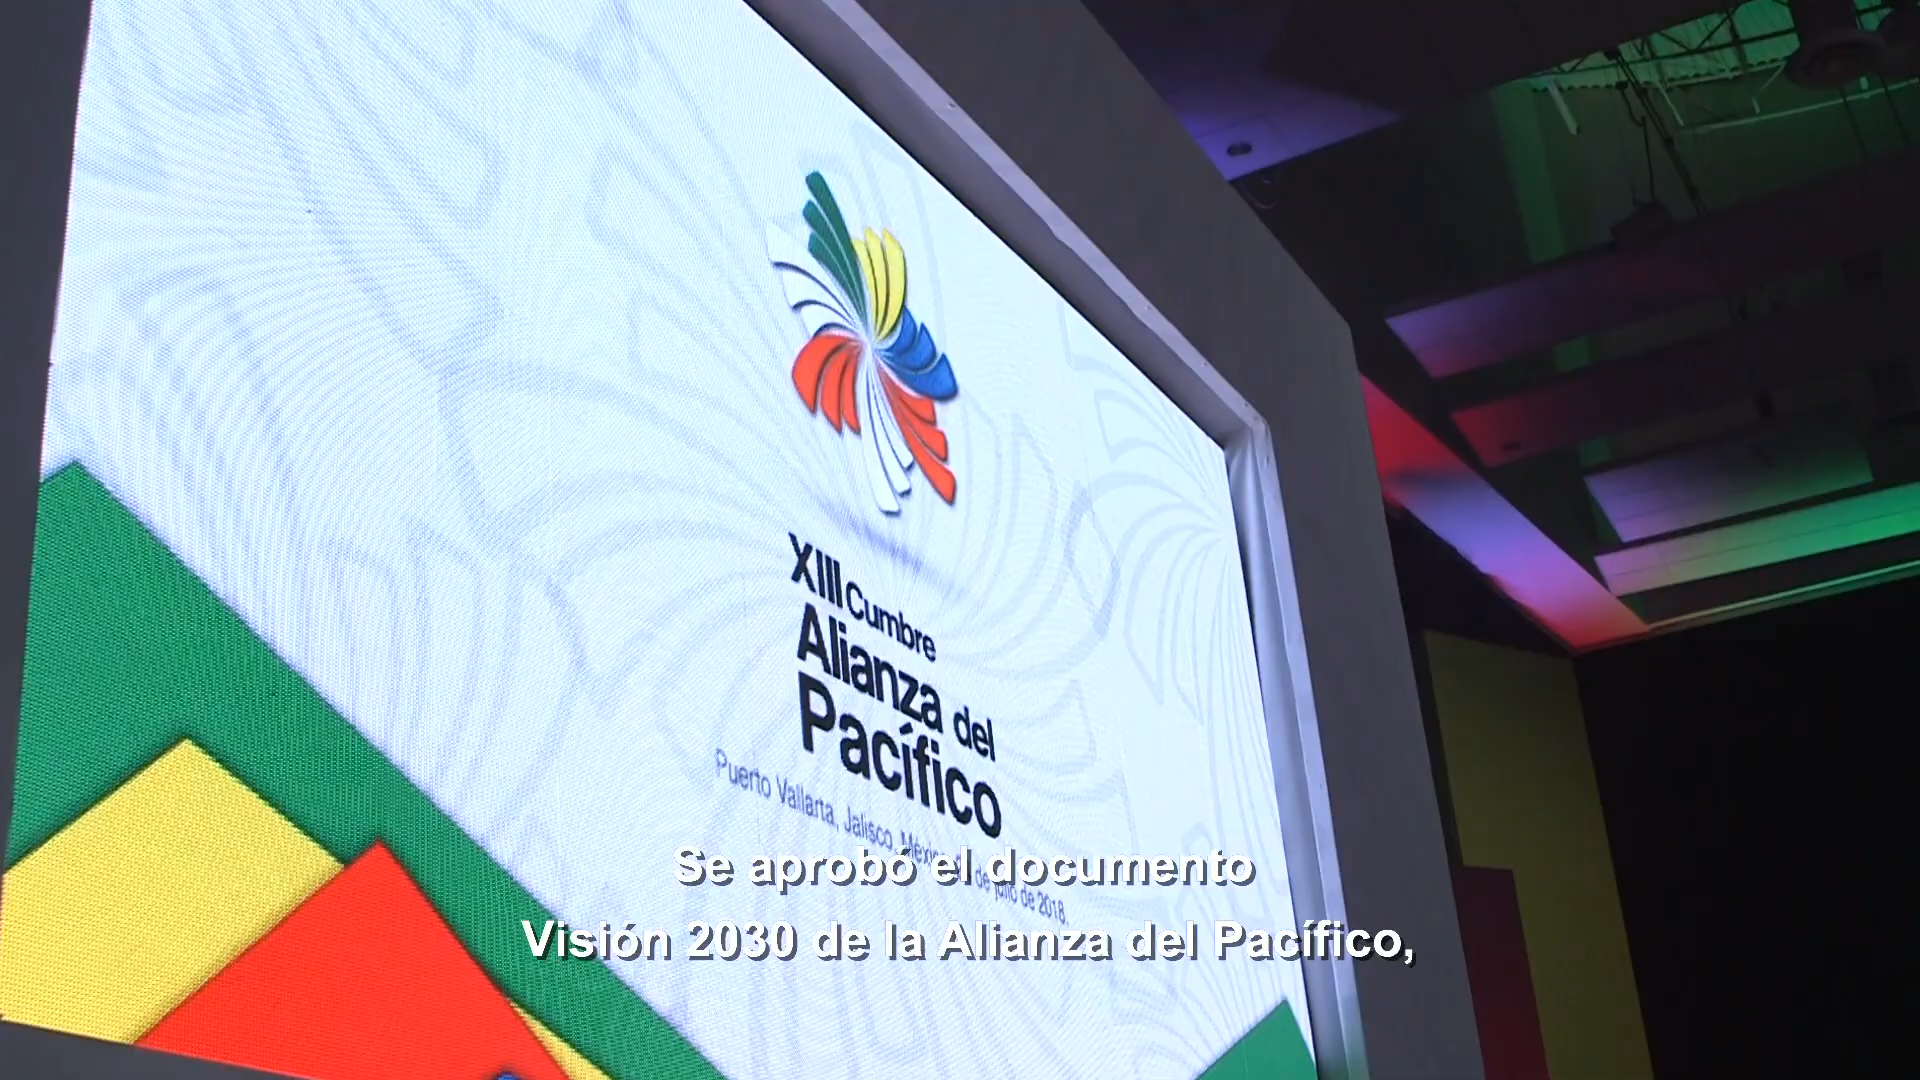 XIII Cumbre
Alianza del
Pacífico
Puerto Vallarta, Jalisco, México de julio de 2018.
Se aprobó el documento
Visión 2030 de la Alianza del Pacífico,